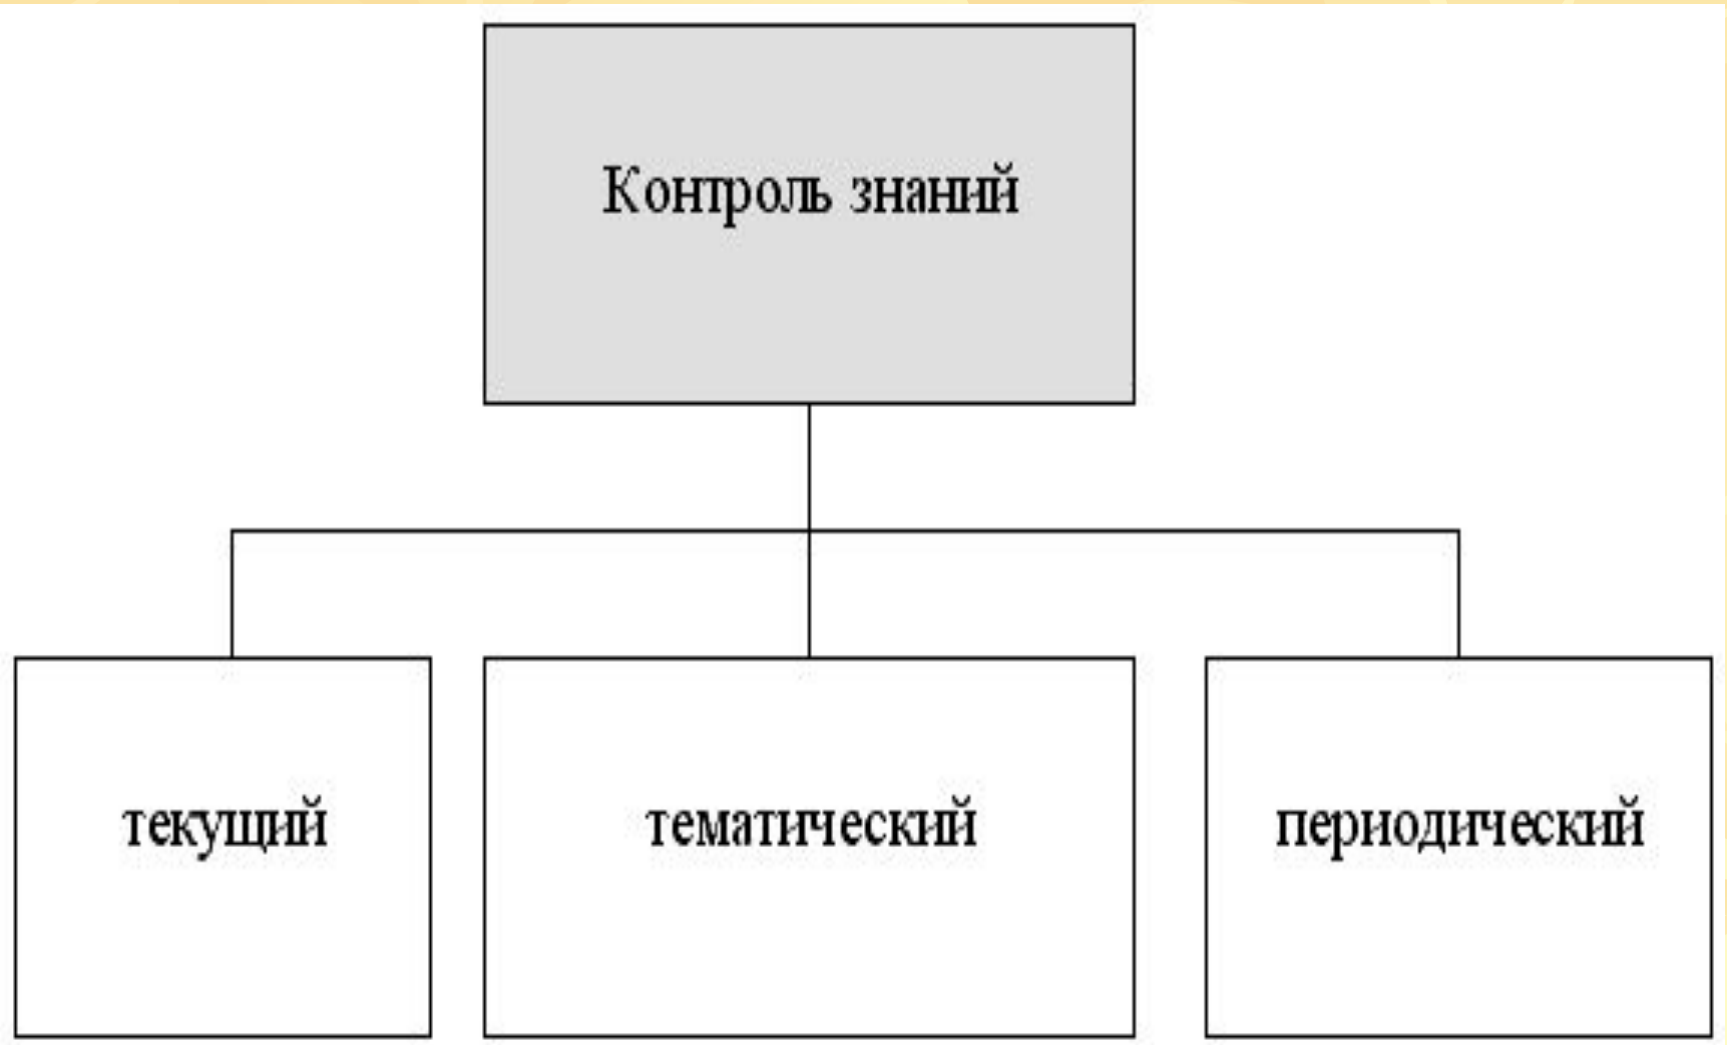 Контроль знаний
текущий
тематический
периодический